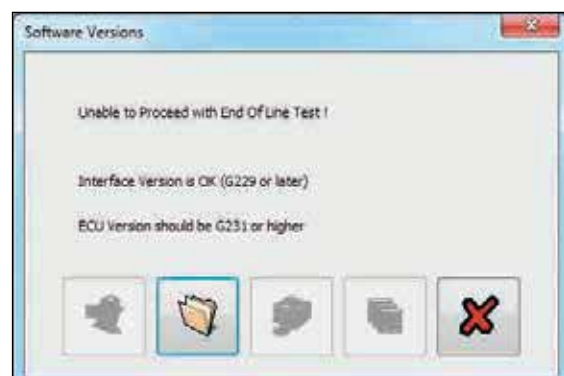 Software Versions
Unable to Proceed with End Of Line Test !
Interface Version is OK (G229 or later)
ECU Version should be G231 or higher